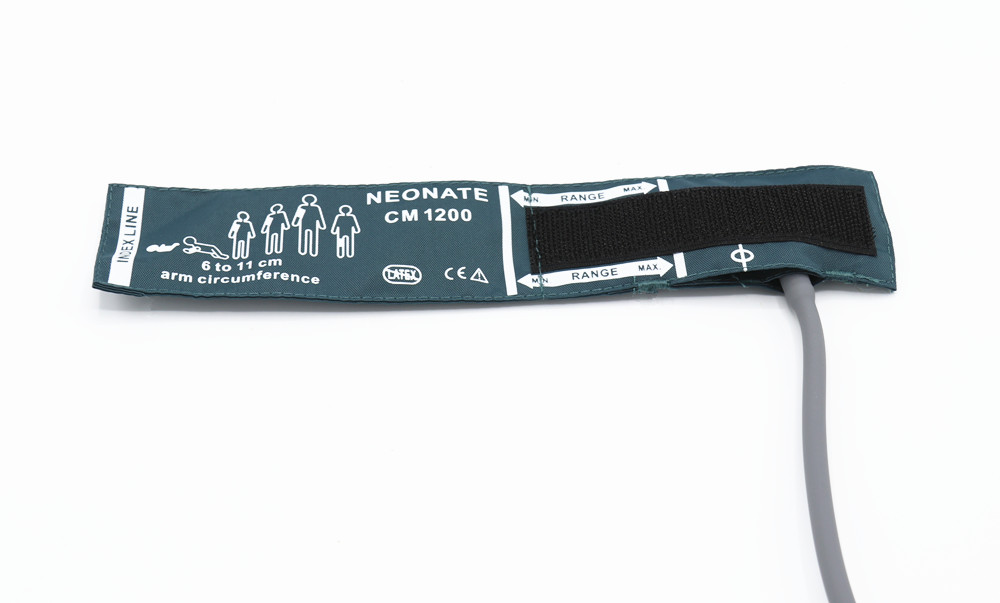 INDEX LINE
NEONATE
CM 1200
6 to 11 cm
arm circumference
LATEX
CE
MIN RANGE MAX.
MIN RANGE MAX.
Φ